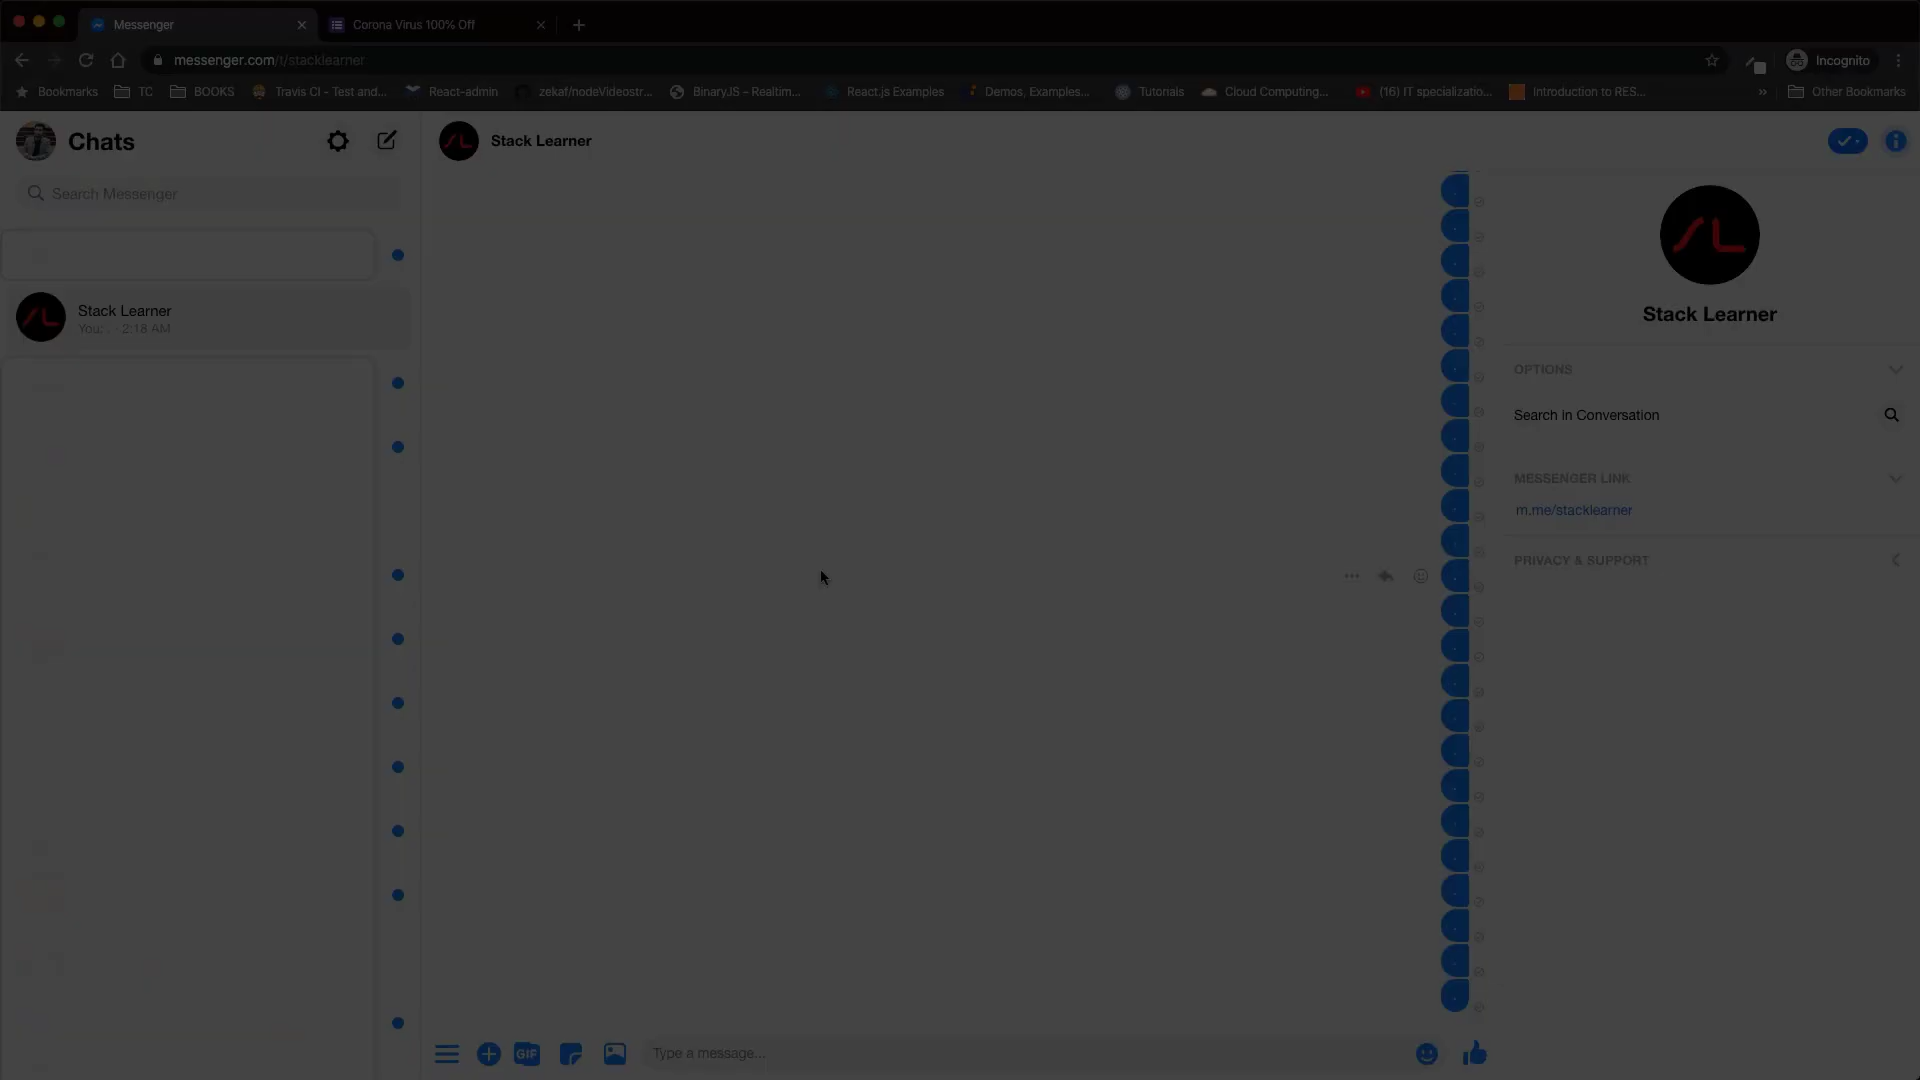 Messenger
Corona Virus 100% Off
messenger.com/t/stacklearner
Incognito
Bookmarks
TC
BOOKS
Travis CI - Test and...
React-admin
zekaf/nodeVideostr...
BinaryJS – Realtim...
React.js Examples
Demos, Examples...
Tutorials
Cloud Computing...
(16) IT specializatio...
Introduction to RES...
»
Other Bookmarks
Chats
Stack Learner
Search Messenger
Stack Learner
You: . · 2:18 AM
SL
Stack Learner
OPTIONS
Search in Conversation
MESSENGER LINK
m.me/stacklearner
PRIVACY & SUPPORT
GIF
Type a message...